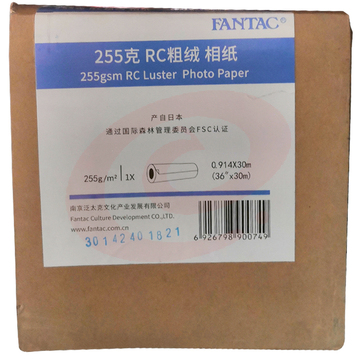 FANTAC®
255克 RC粗绒 相纸
255gsm RC Luster Photo Paper
产自日本
通过国际森林管理委员会FSC认证
255g/m² 1X
0.914X30m
(36"x30m)
南京泛太克文化产业发展有限公司
Fantac Culture Development CO.,LTD.
www.fantac.com.cn
3014240 1821
6 926798 900749